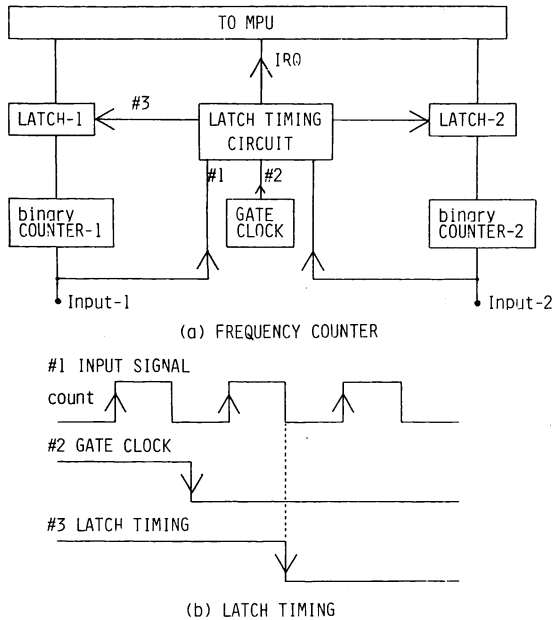 TO MPU
IRQ
#3
LATCH-1
LATCH TIMING
CIRCUIT
LATCH-2
#1
#2
binary
COUNTER-1
GATE
CLOCK
binary
COUNTER-2
Input-1
Input-2
(a) FREQUENCY COUNTER
#1 INPUT SIGNAL
count
#2 GATE CLOCK
#3 LATCH TIMING
(b) LATCH TIMING